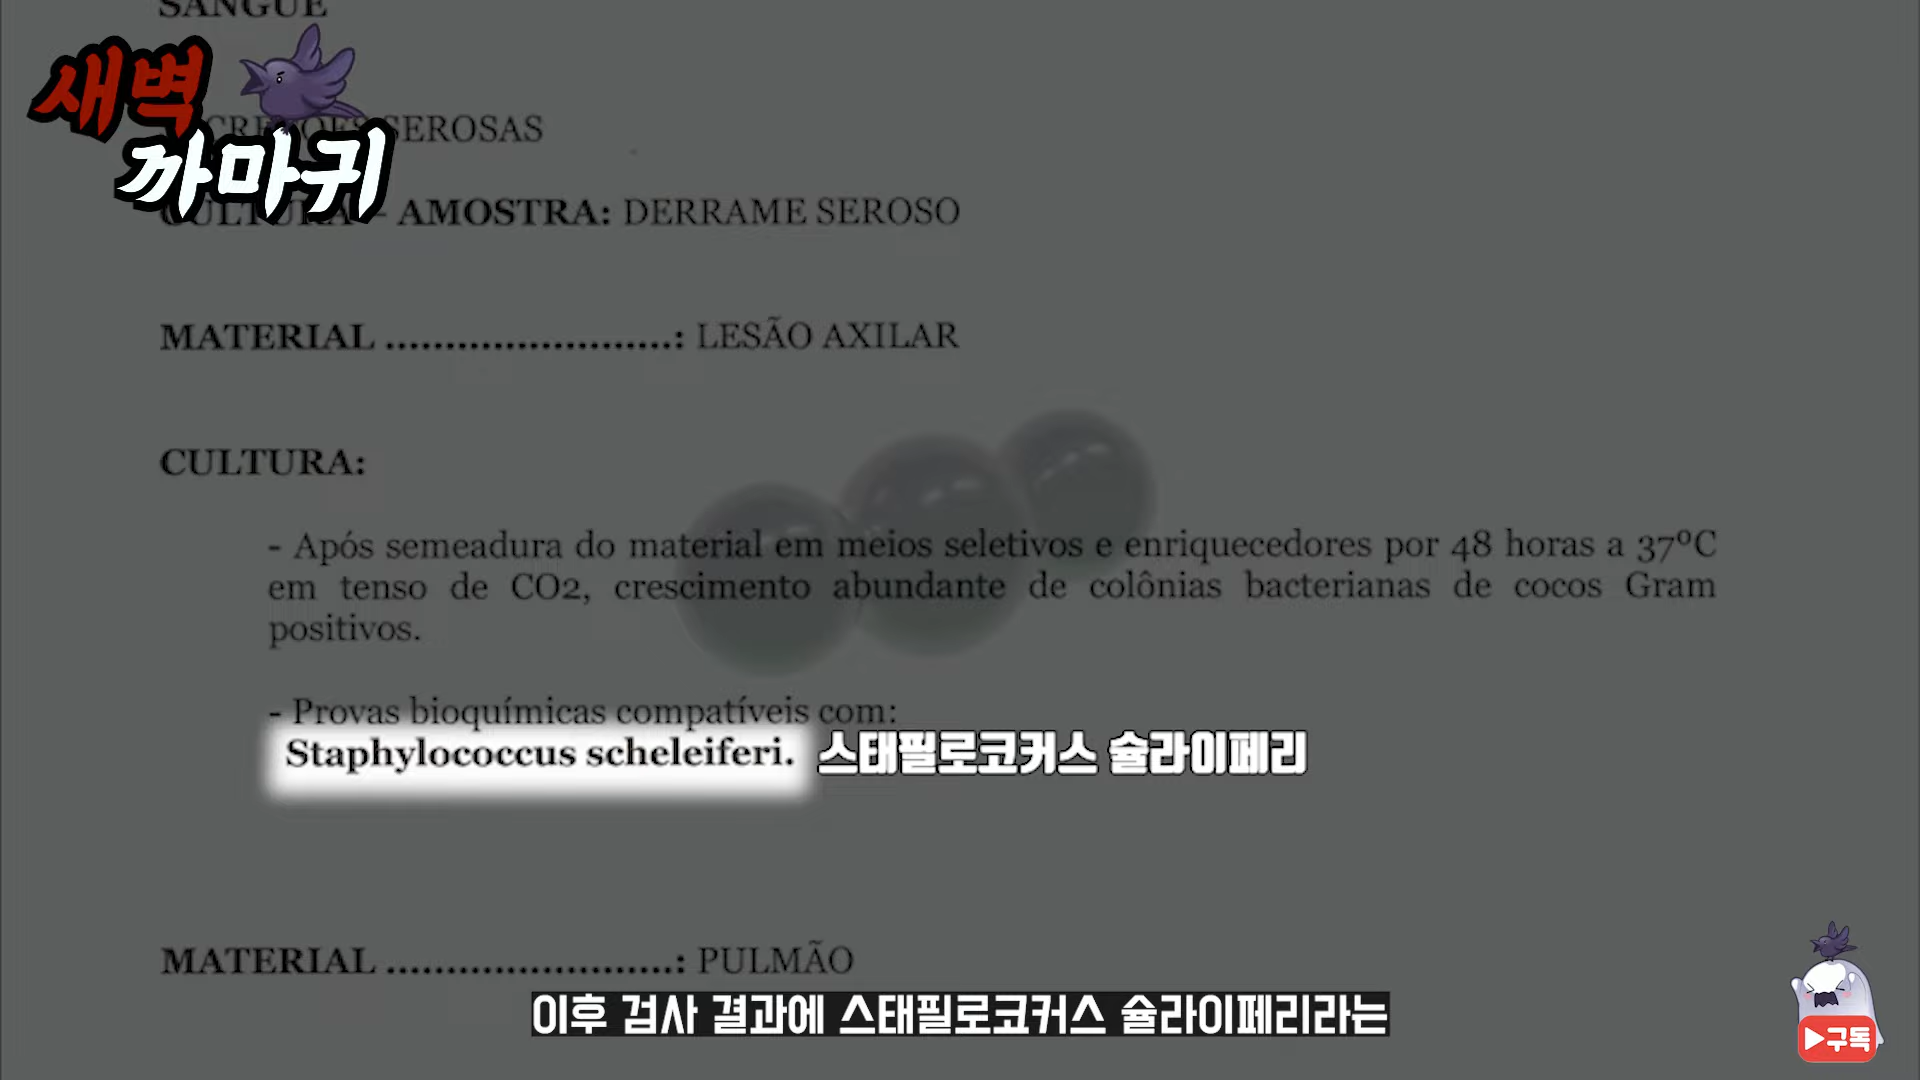 SANGUE
새벽
까마귀
SEROSAS
CULTURA – AMOSTRA: DERRAME SEROSO
MATERIAL ........................: LESÃO AXILAR
CULTURA:
- Após semeadura do material em meios seletivos e enriquecedores por 48 horas a 37ºC
em tenso de CO2, crescimento abundante de colônias bacterianas de cocos Gram
positivos.
- Provas bioquímicas compatíveis com:
Staphylococcus scheleiferi. 스태필로코커스 슐라이페리
MATERIAL ........................: PULMÃO
이후 검사 결과에 스태필로코커스 슐라이페리라는
구독